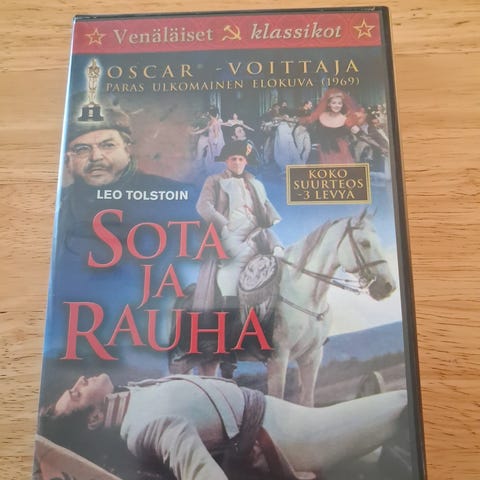 Venäläiset klassikot
OSCAR -VOITTAJA
PARAS ULKOMAINEN ELOKUVA (1969)
KOKO
SUURTEOS
-3 LEVYÄ
LEO TOLSTOIN
SOTA
JA
RAUHA